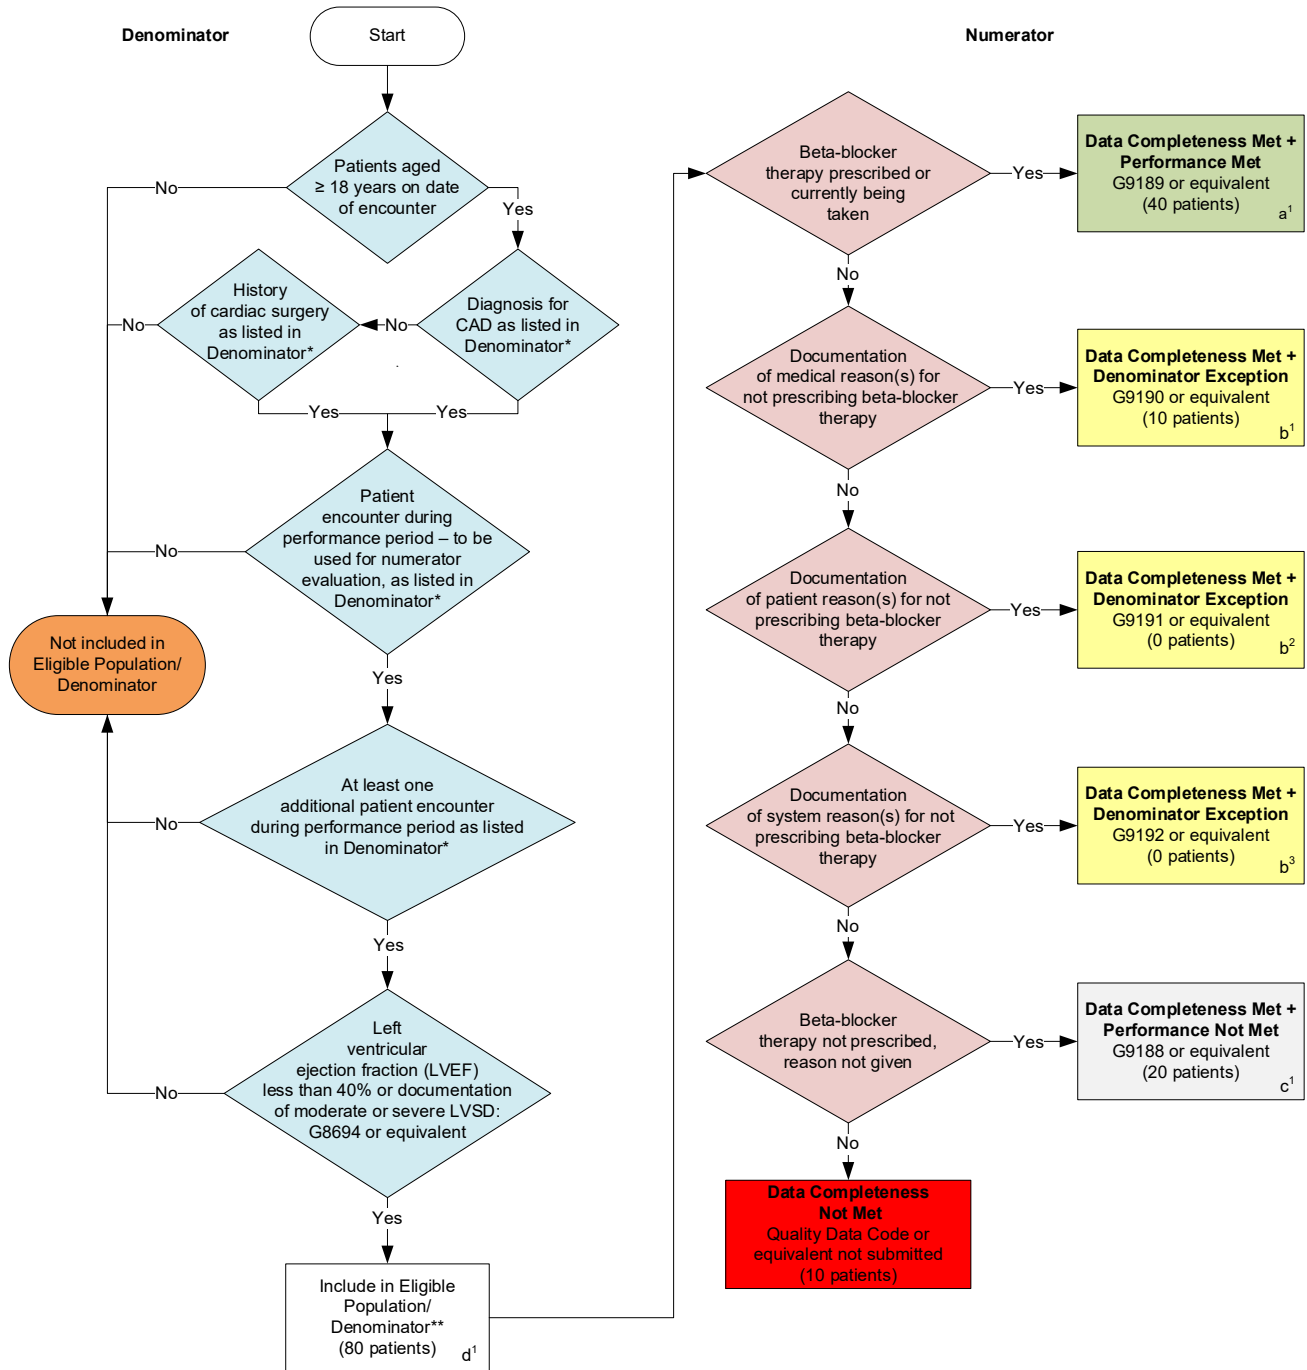 Denominator
Start
Numerator
Patients aged
≥ 18 years on date
of encounter
No
Yes
History
of cardiac surgery
as listed in
Denominator*
No
Diagnosis for
CAD as listed in
Denominator*
No
Yes
Yes
Patient
encounter during
performance period – to be
used for numerator
evaluation, as listed in
Denominator*
No
Not included in
Eligible Population/
Denominator
Yes
At least one
additional patient encounter
during performance period as listed
in Denominator*
No
Yes
Left
ventricular
ejection fraction (LVEF)
less than 40% or documentation
of moderate or severe LVSD:
G8694 or equivalent
No
Yes
Include in Eligible
Population/
Denominator**
(80 patients)
d¹
Beta-blocker
therapy prescribed or
currently being
taken
Yes
Data Completeness Met +
Performance Met
G9189 or equivalent
(40 patients)
a¹
No
Documentation
of medical reason(s) for
not prescribing beta-blocker
therapy
Yes
Data Completeness Met +
Denominator Exception
G9190 or equivalent
(10 patients)
b¹
No
Documentation
of patient reason(s) for not
prescribing beta-blocker
therapy
Yes
Data Completeness Met +
Denominator Exception
G9191 or equivalent
(0 patients)
b²
No
Documentation
of system reason(s) for not
prescribing beta-blocker
therapy
Yes
Data Completeness Met +
Denominator Exception
G9192 or equivalent
(0 patients)
b³
No
Beta-blocker
therapy not prescribed,
reason not given
Yes
Data Completeness Met +
Performance Not Met
G9188 or equivalent
(20 patients)
c¹
No
Data Completeness
Not Met
Quality Data Code or
equivalent not submitted
(10 patients)